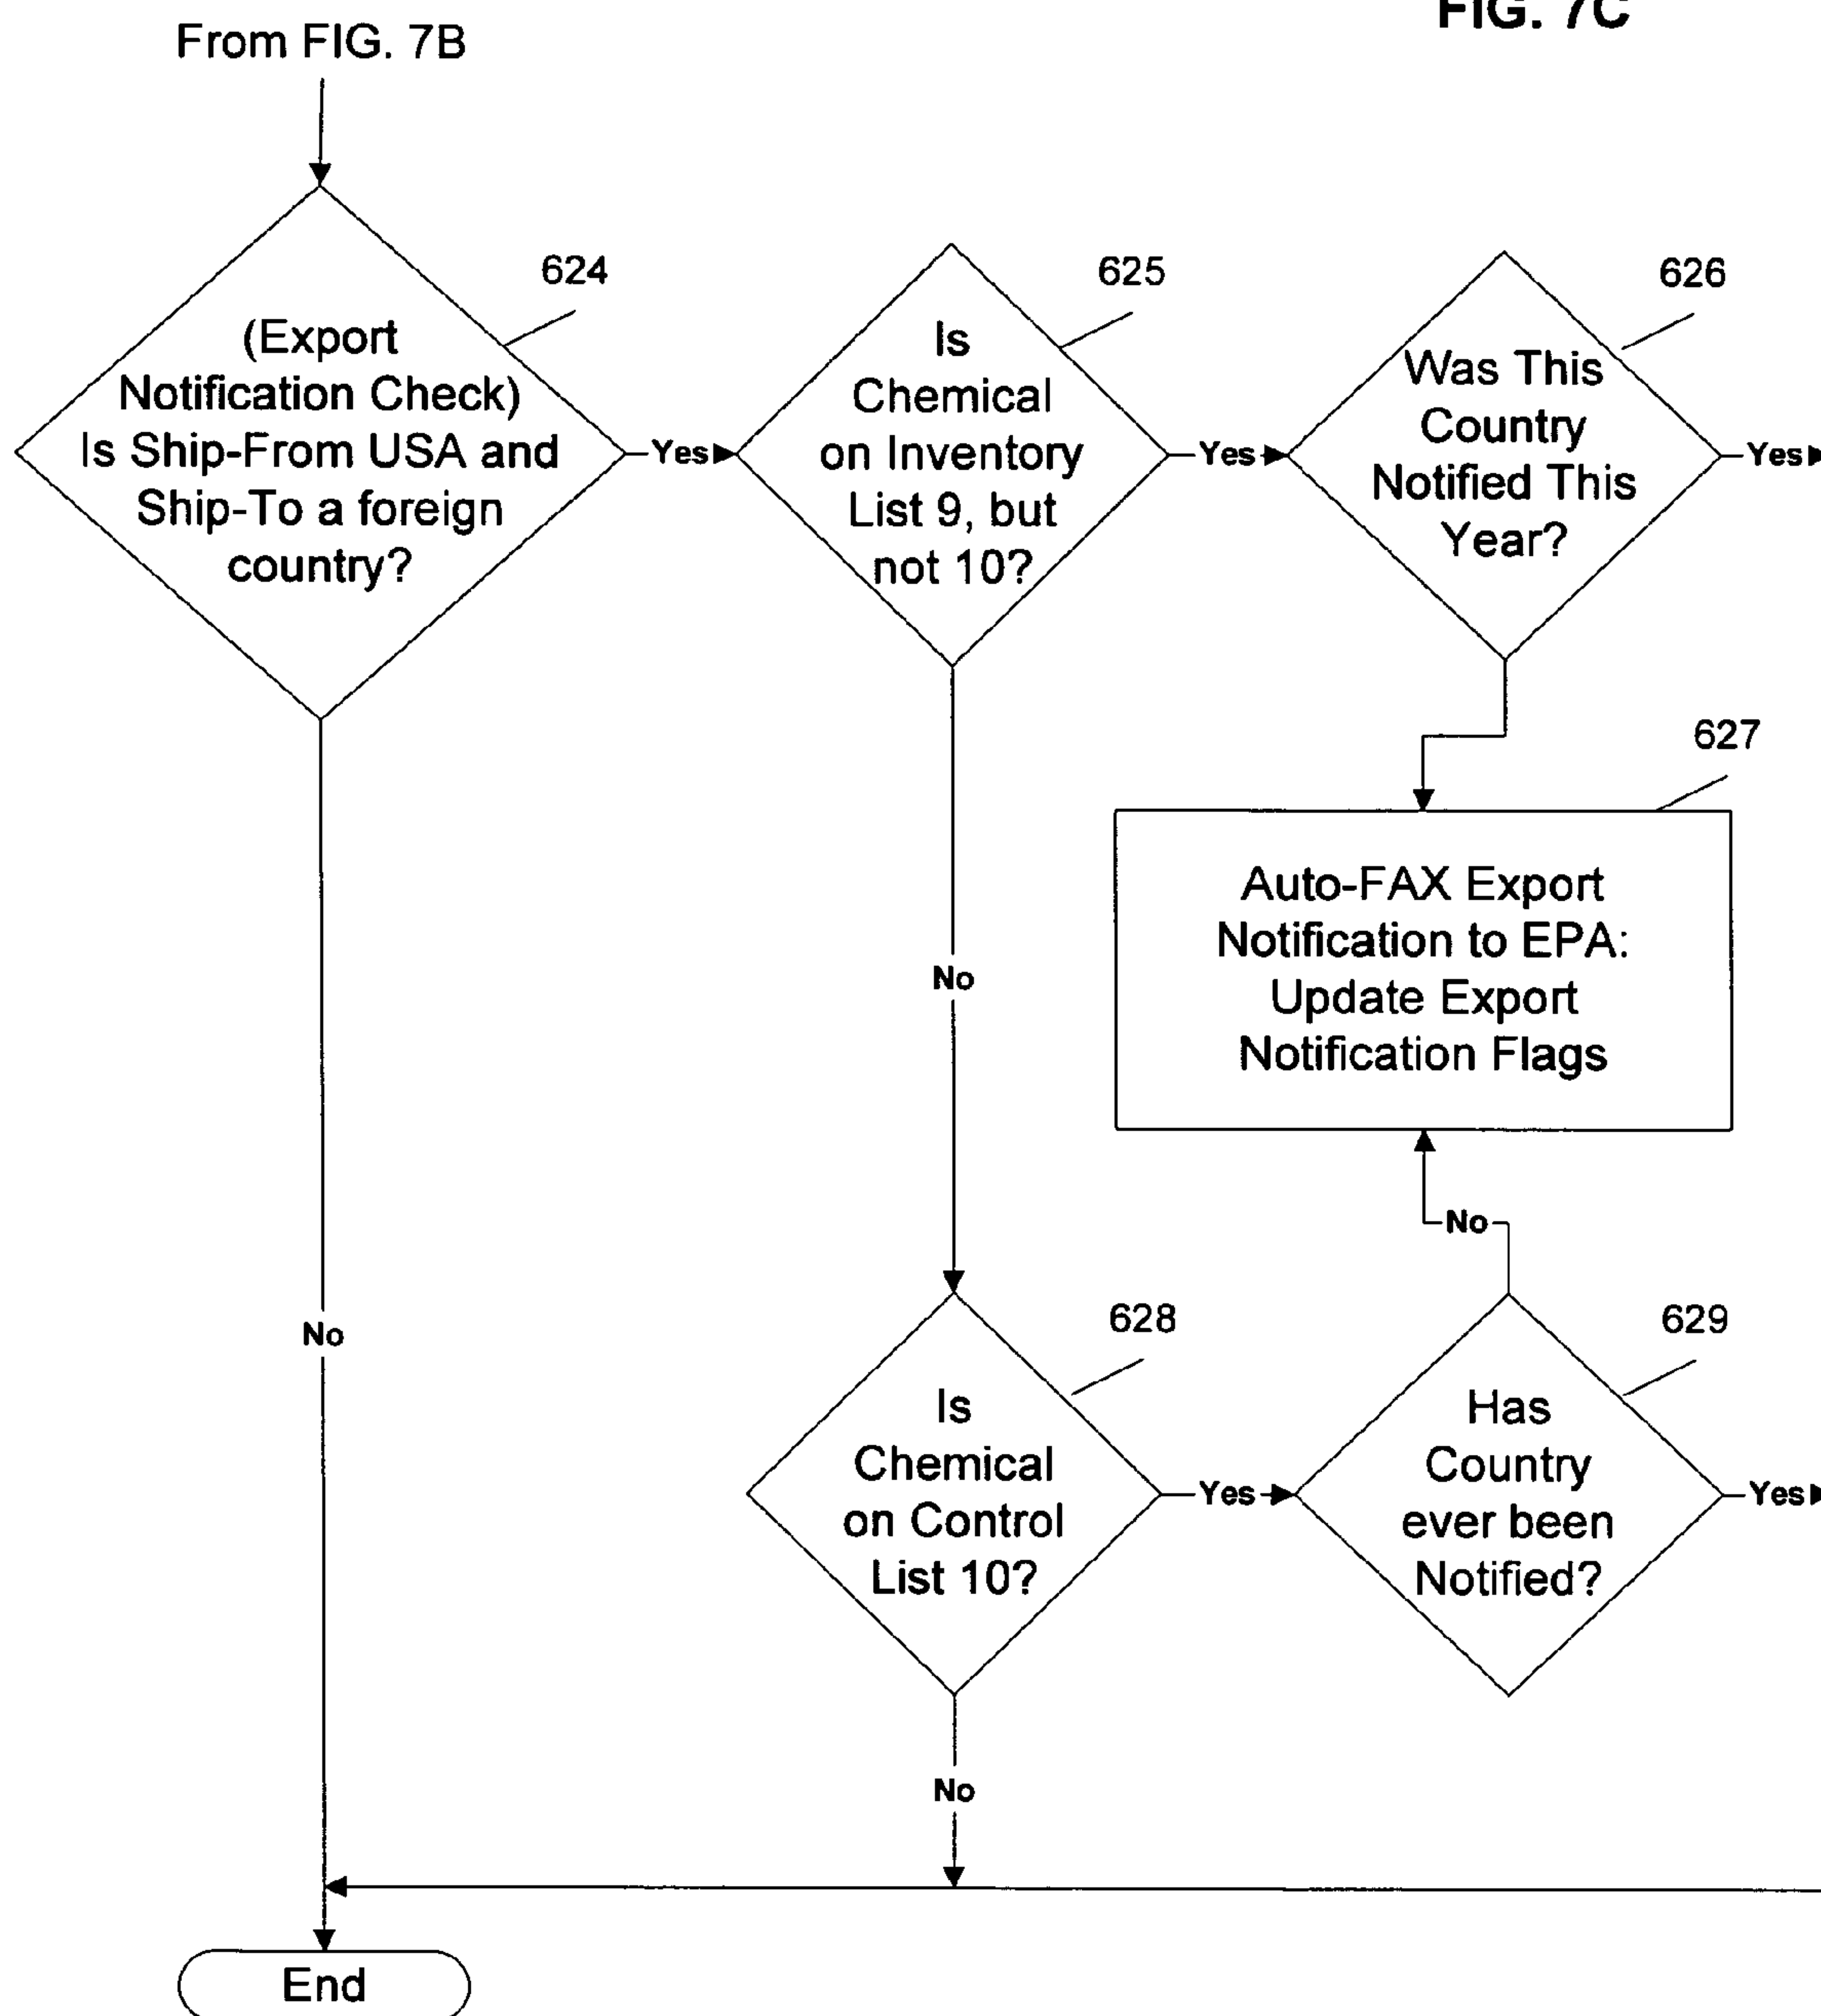 FIG. 7C
From FIG. 7B
624
(Export
Notification Check)
Is Ship-From USA and
Ship-To a foreign
country?
Yes
625
Is
Chemical
on Inventory
List 9, but
not 10?
Yes
626
Was This
Country
Notified This
Year?
Yes
627
Auto-FAX Export
Notification to EPA:
Update Export
Notification Flags
No
No
No
628
Is
Chemical
on Control
List 10?
Yes
629
Has
Country
ever been
Notified?
Yes
No
End